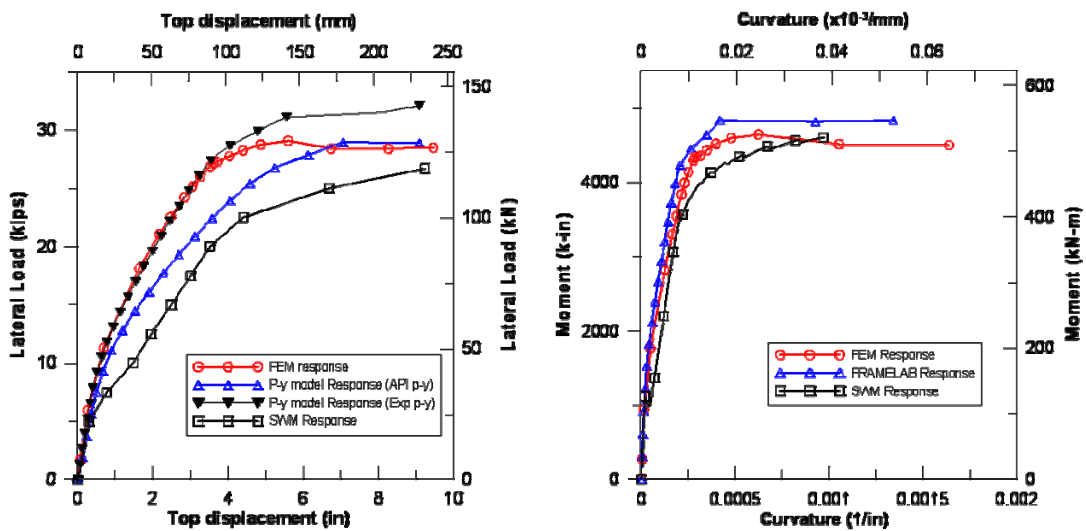 Top displacement (mm)
0 50 100 150 200 250
Lateral Load (kips)
30
20
10
0
150
100
50
0
Lateral Load (kN)
FEM response
P-y model Response (API p-y)
P-y model Response (Exp p-y)
SWM Response
0 2 4 6 8 10
Top displacement (in)
Curvature (x10⁻³/mm)
0 0.02 0.04 0.06
Moment (k-in)
4000
2000
0
600
400
200
0
Moment (kN-m)
FEM Response
FRAMELAB Response
SWM Response
0 0.0005 0.001 0.0015 0.002
Curvature (1/in)